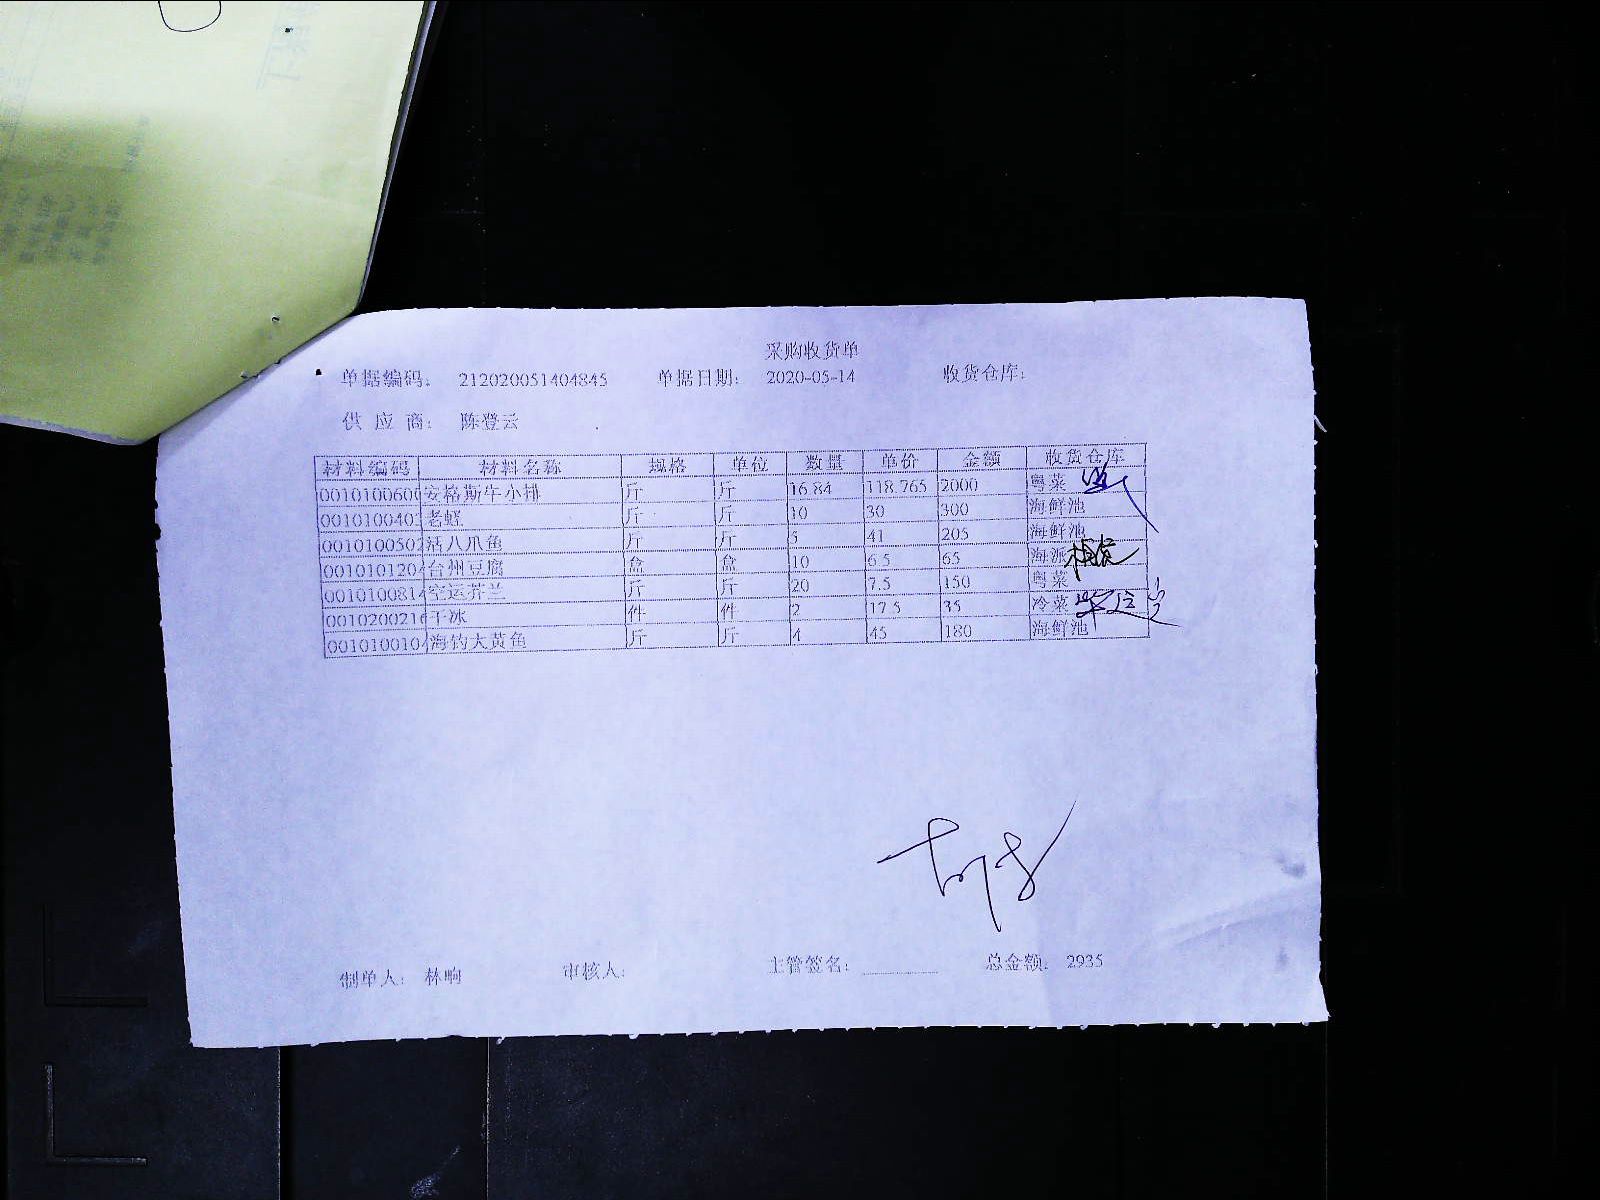 采购收货单
单据编码: 212020051404845 单据日期: 2020-05-14 收货仓库:
供 应 商: 陈登云
材料编码 材料名称 规格 单位 数量 单价 金额 收货仓库
0010100600 安格斯牛小排 斤 斤 16.84 118.765 2000 粤菜
001010040 老蛏 斤 斤 10 30 300 海鲜池
001010050 活八爪鱼 斤 斤 5 41 205 海鲜池
001010120 台州豆腐 盒 盒 10 6.5 65 海派
001010081 空运芥兰 斤 斤 20 7.5 150 粤菜
001020021 干冰 件 件 2 17.5 35 冷菜
001010010 海钓大黄鱼 斤 斤 4 45 180 海鲜池
制单人: 林昫 审核人: 主管签名: 总金额: 2935